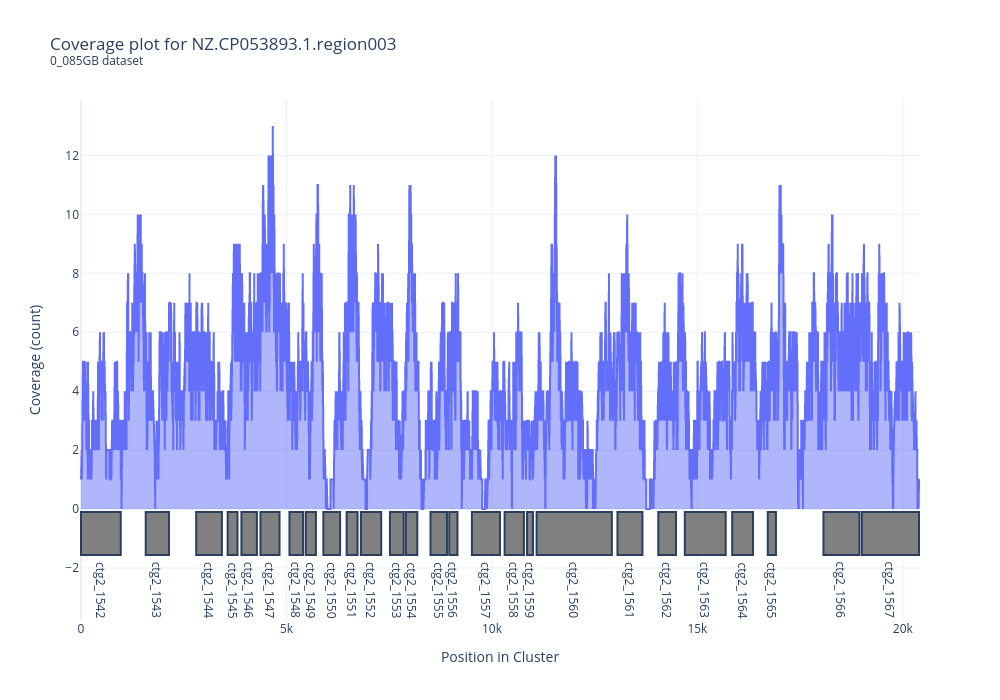 Coverage plot for NZ.CP053893.1.region003
0_085GB dataset
12
10
8
6
4
2
0
−2
Coverage (count)
ctg2_1542
ctg2_1543
ctg2_1544
ctg2_1545
ctg2_1546
ctg2_1547
ctg2_1548
ctg2_1549
ctg2_1550
ctg2_1551
ctg2_1552
ctg2_1553
ctg2_1554
ctg2_1555
ctg2_1556
ctg2_1557
ctg2_1558
ctg2_1559
ctg2_1560
ctg2_1561
ctg2_1562
ctg2_1563
ctg2_1564
ctg2_1565
ctg2_1566
ctg2_1567
0 5k 10k 15k 20k
Position in Cluster